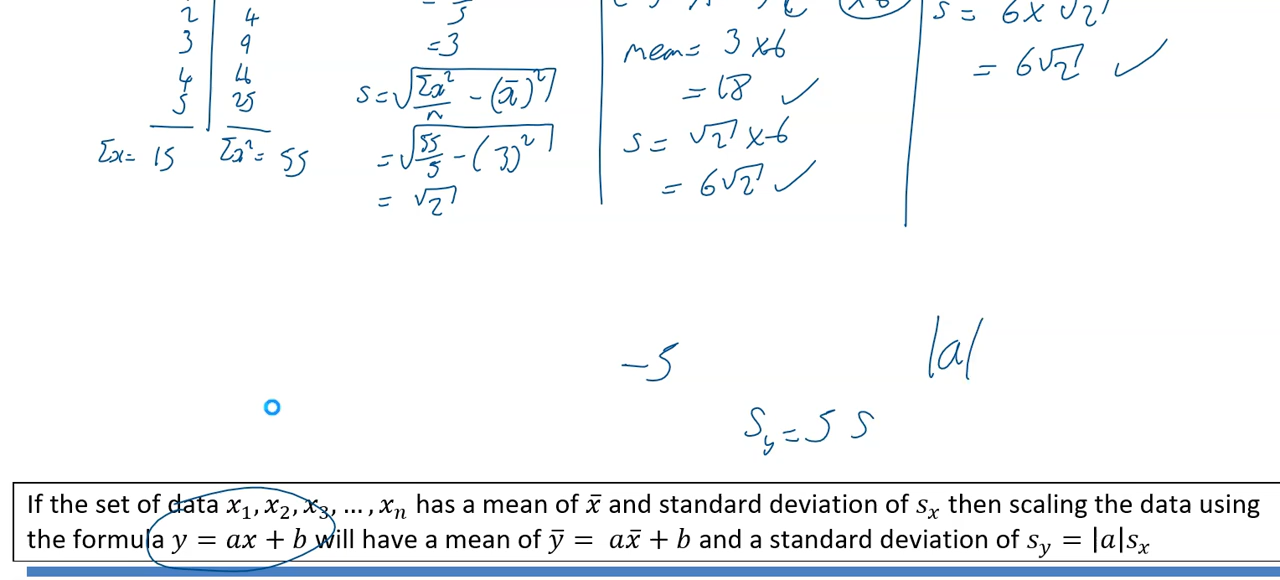 2 4
3 9
4 16
5 25
Σx = 15 Σx² = 55
5
= 3
s = √(Σx²/n − (x̄)²)
= √(55/5 − (3)²)
= √2
mean = 3 × 6
= 18 ✓
s = √2 × 6
= 6√2 ✓
s = 6 × √2
= 6√2 ✓
−5
|a|
S_y = 5 S
If the set of data x₁, x₂, x₃, … , xₙ has a mean of x̄ and standard deviation of sₓ then scaling the data using
the formula y = ax + b will have a mean of ȳ = ax̄ + b and a standard deviation of s_y = |a|sₓ